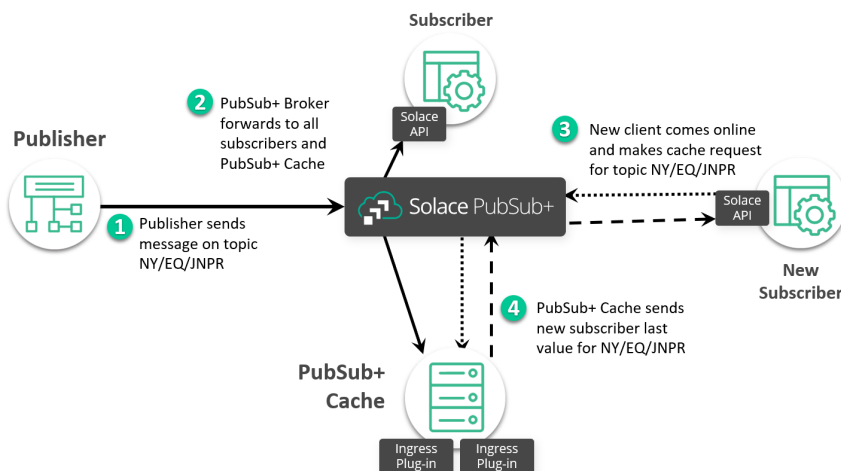 Subscriber
2
PubSub+ Broker
forwards to all
subscribers and
PubSub+ Cache
Solace
API
Publisher
3
New client comes online
and makes cache request
for topic NY/EQ/JNPR
1
Publisher sends
message on topic
NY/EQ/JNPR
Solace PubSub+
Solace
API
New
Subscriber
4
PubSub+ Cache sends
new subscriber last
value for NY/EQ/JNPR
PubSub+
Cache
Ingress
Plug-in
Ingress
Plug-in